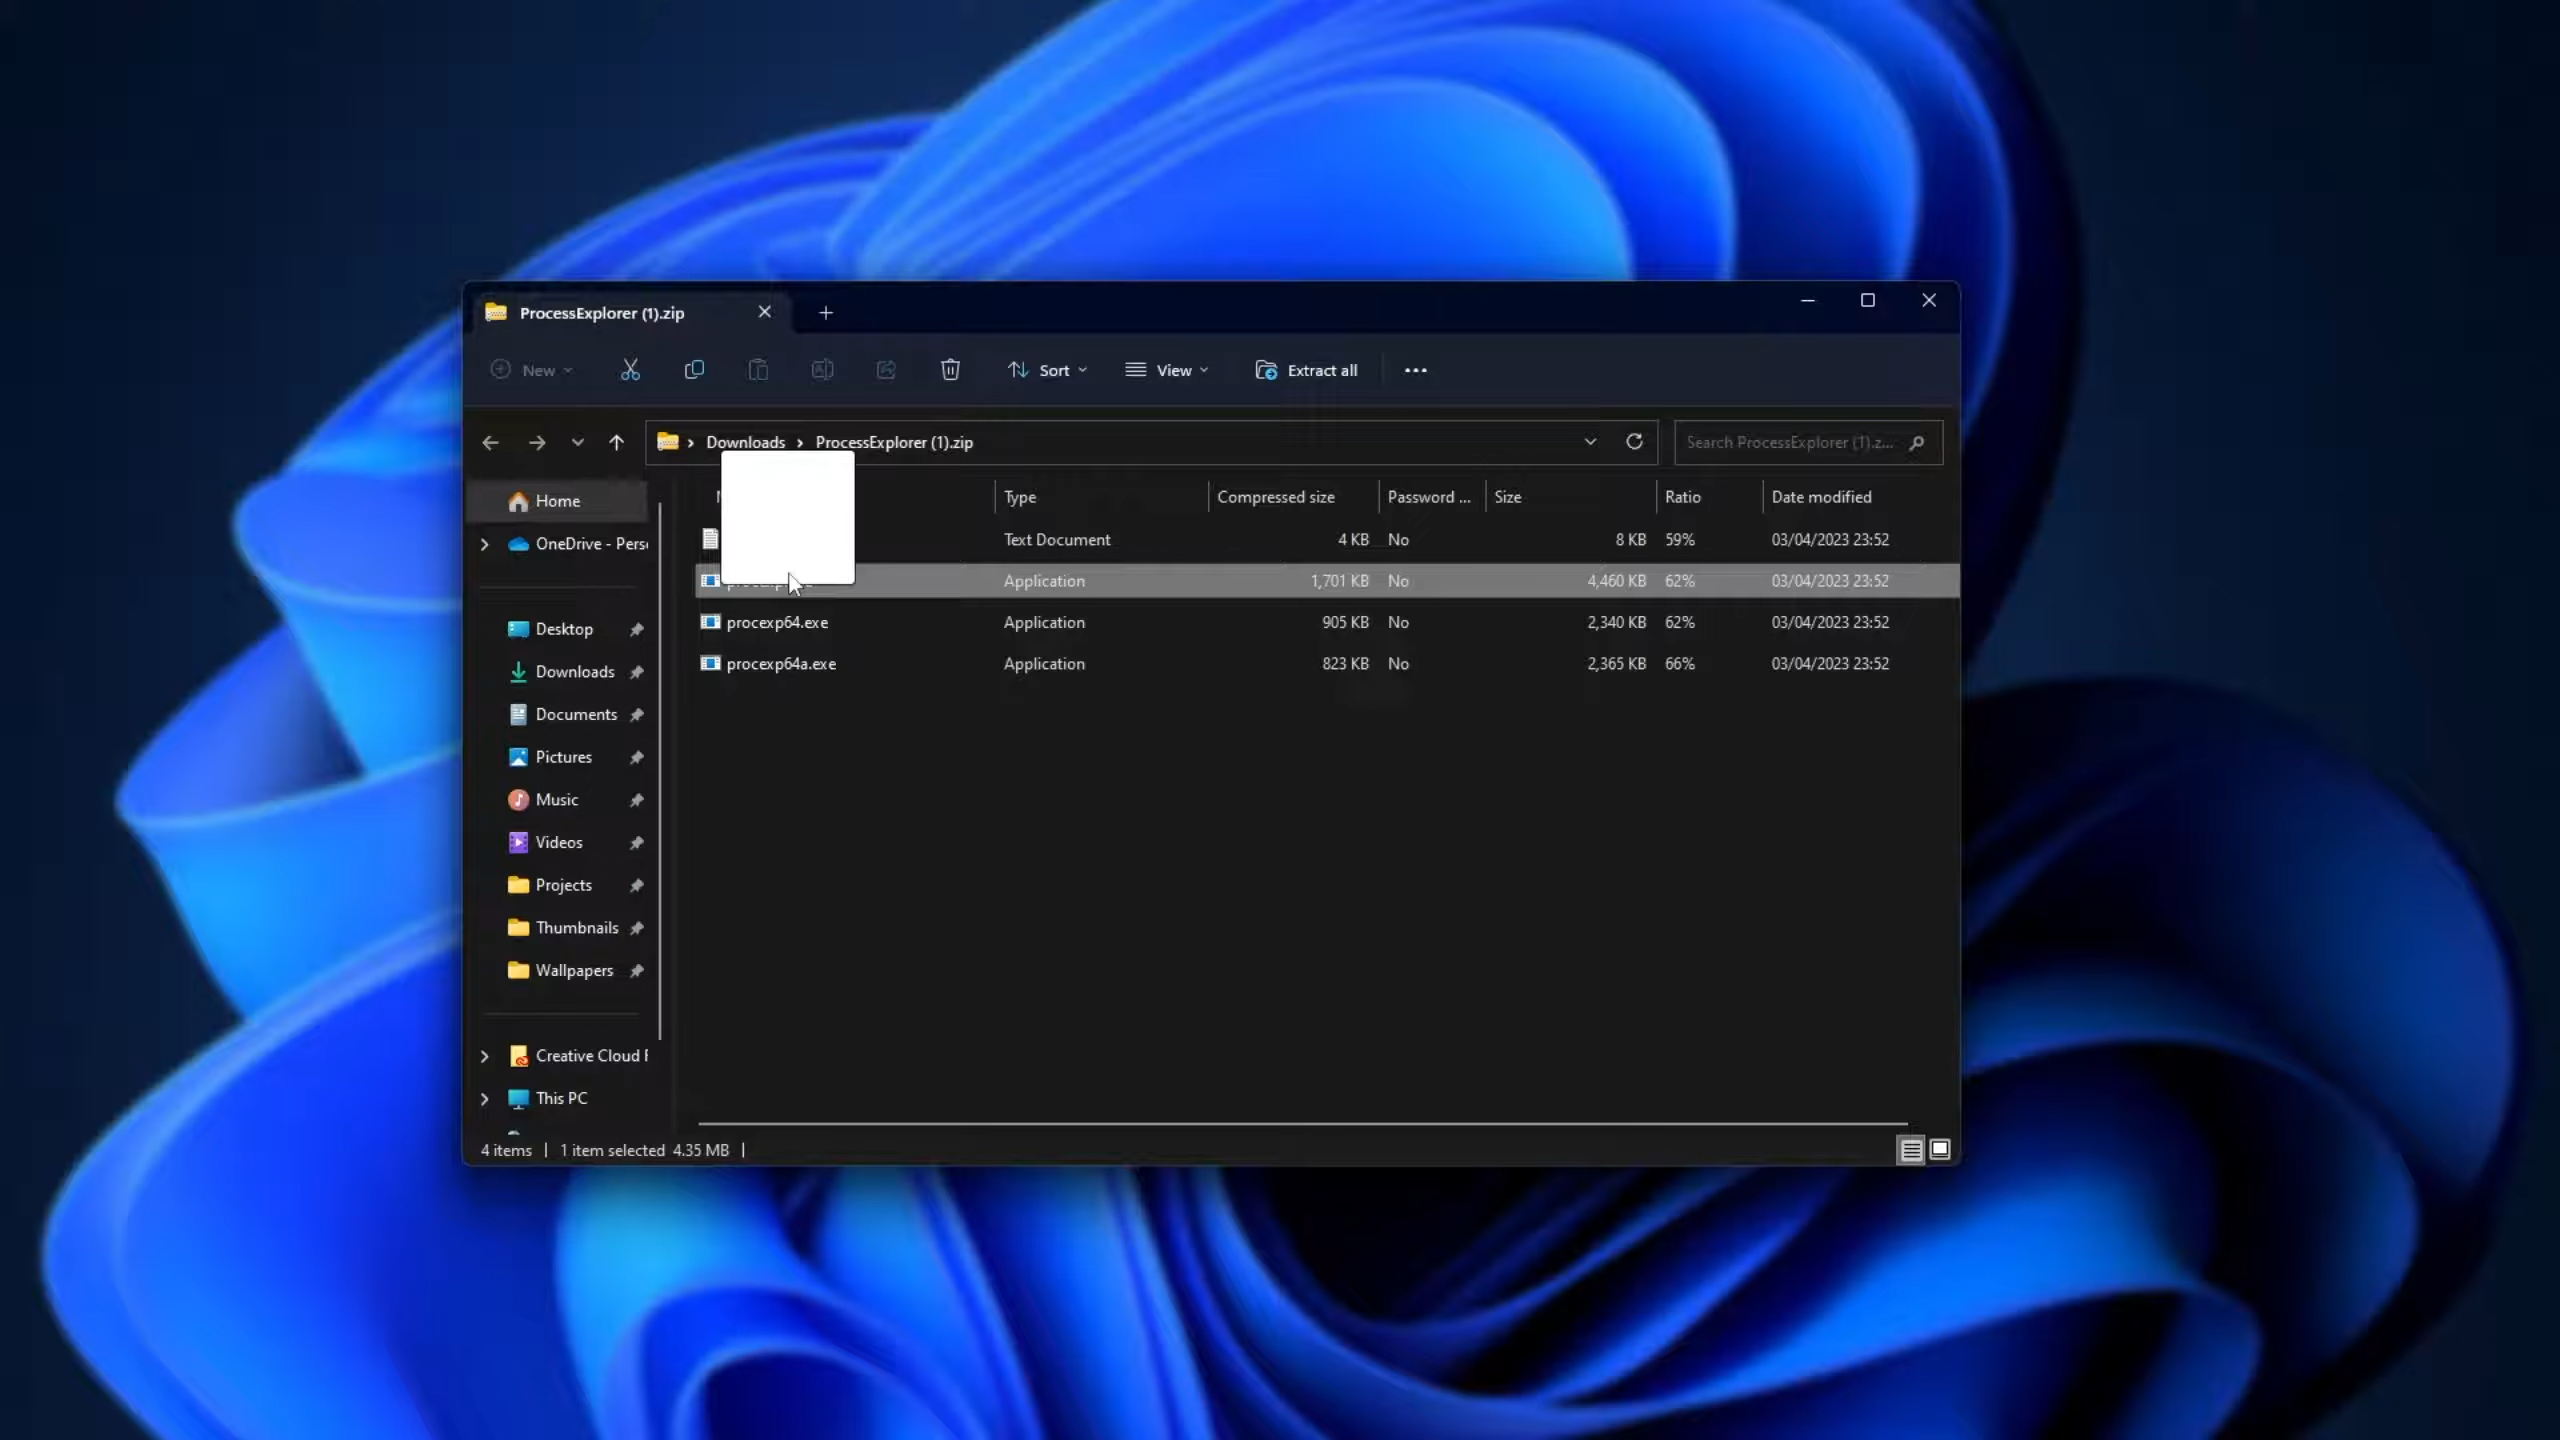 ProcessExplorer (1).zip
New
Sort
View
Extract all
Downloads
ProcessExplorer (1).zip
Search ProcessExplorer (1).z...
Type
Compressed size
Password ...
Size
Ratio
Date modified
Text Document
4 KB
No
8 KB
59%
03/04/2023 23:52
Application
1,701 KB
No
4,460 KB
62%
03/04/2023 23:52
procexp64.exe
Application
905 KB
No
2,340 KB
62%
03/04/2023 23:52
procexp64a.exe
Application
823 KB
No
2,365 KB
66%
03/04/2023 23:52
Home
OneDrive - Pers
Desktop
Downloads
Documents
Pictures
Music
Videos
Projects
Thumbnails
Wallpapers
Creative Cloud F
This PC
4 items
1 item selected 4.35 MB